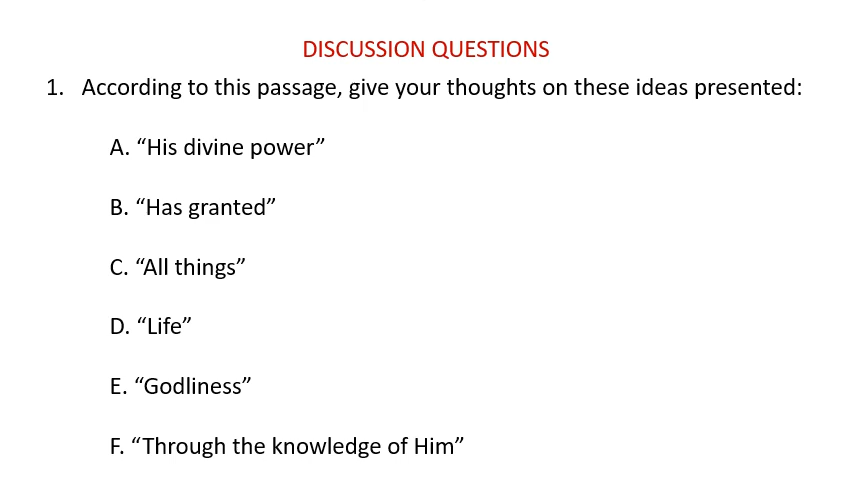 DISCUSSION QUESTIONS
1. According to this passage, give your thoughts on these ideas presented:
A. “His divine power”
B. “Has granted”
C. “All things”
D. “Life”
E. “Godliness”
F. “Through the knowledge of Him”